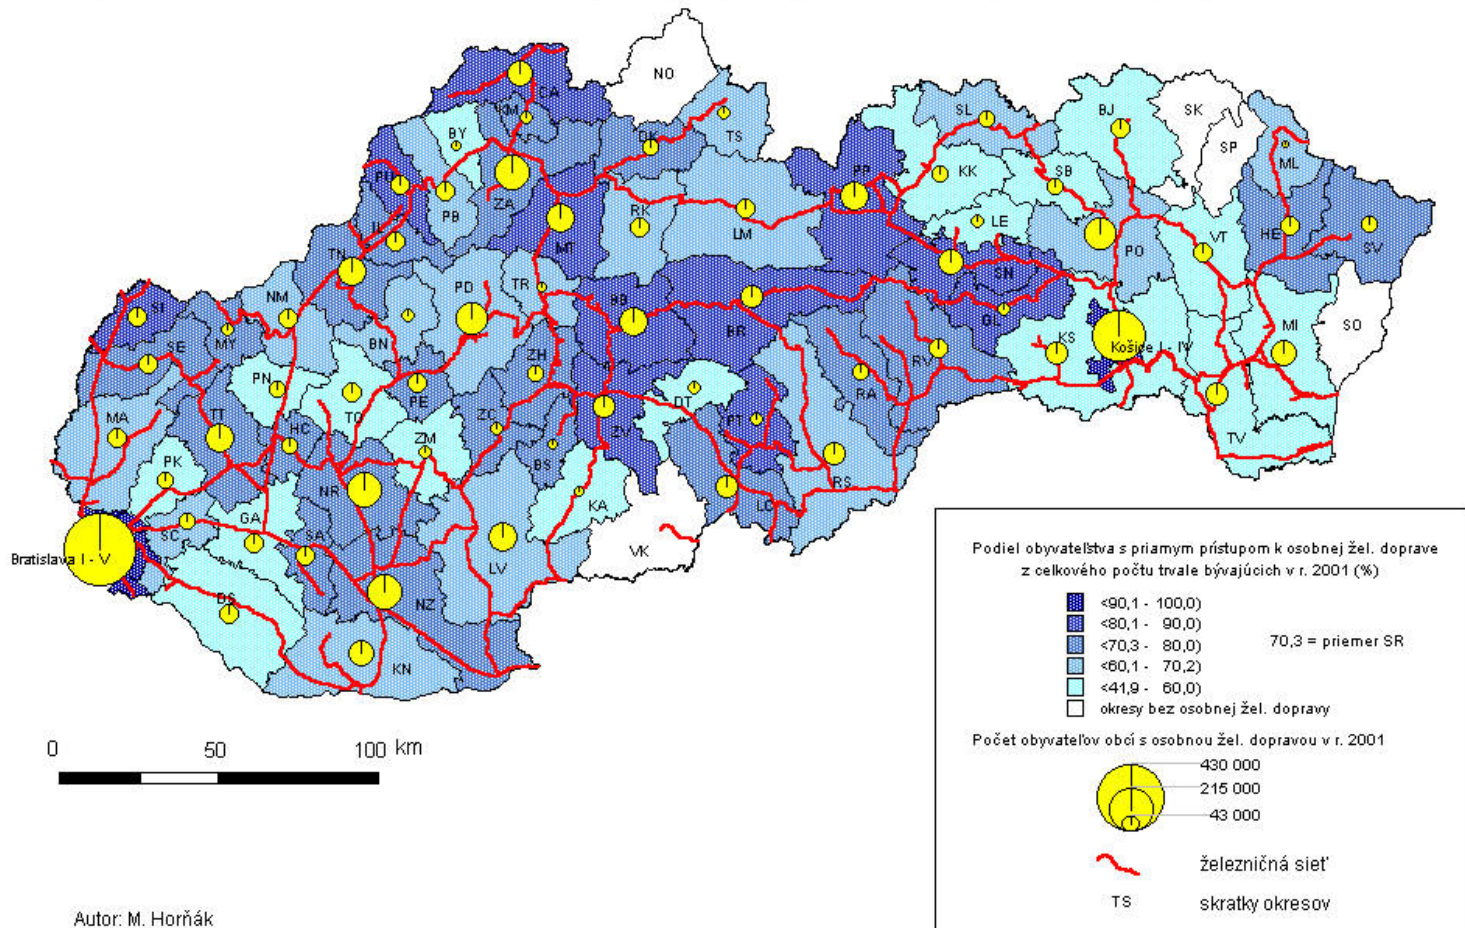 NO
CA
KM
BY
DK
TS
SL
BJ
SK
SP
ML
PU
PB
ZA
RK
LM
PP
KK
SB
LE
PO
VT
HE
SV
IL
TN
MT
SI
NM
MY
SE
PD
TR
BN
BB
BR
SN
GL
KS
Košice I - IV
MI
SO
PN
TO
PE
ZH
ZC
DT
PT
RA
RV
MA
TT
HC
ZM
BS
ZV
PK
NR
LV
KA
VK
LC
RS
TV
Bratislava I - V
SC
GA
SA
DS
NZ
KN
0 50 100 km
Autor: M. Horňák
Podiel obyvateľstva s priamym prístupom k osobnej žel. doprave
z celkového počtu trvale bývajúcich v r. 2001 (%)
<90,1 - 100,0)
<80,1 - 90,0)
<70,3 - 80,0)
70,3 = priemer SR
<60,1 - 70,2)
<41,9 - 60,0)
okresy bez osobnej žel. dopravy
Počet obyvateľov obcí s osobnou žel. dopravou v r. 2001
430 000
215 000
43 000
železničná sieť
TS skratky okresov